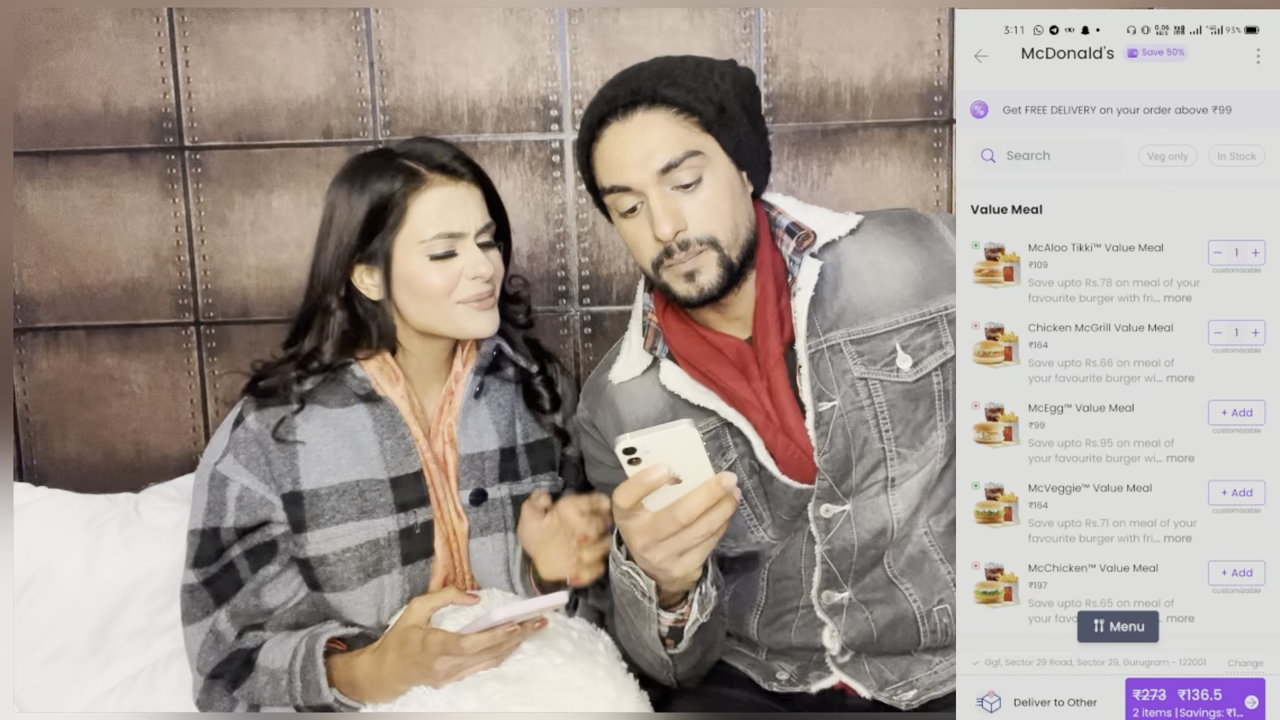 3:11
93%
McDonald's
Save 50%
Get FREE DELIVERY on your order above ₹99
Search
Veg only
In Stock
Value Meal
McAloo Tikki™ Value Meal
₹109
Save upto Rs.78 on meal of your
favourite burger with fri... more
− 1 +
customizable
Chicken McGrill Value Meal
₹164
Save upto Rs.66 on meal of
your favourite burger wi... more
− 1 +
customizable
McEgg™ Value Meal
₹99
Save upto Rs.95 on meal of
your favourite burger wi... more
+ Add
customizable
McVeggie™ Value Meal
₹164
Save upto Rs.71 on meal of your
favourite burger with fri... more
+ Add
customizable
McChicken™ Value Meal
₹197
Save upto Rs.65 on meal of
your more
+ Add
customizable
Menu
Ggf, Sector 29 Road, Sector 29, Gurugram - 122001
Change
Deliver to Other
₹273 ₹136.5
2 items | Savings: ₹1...